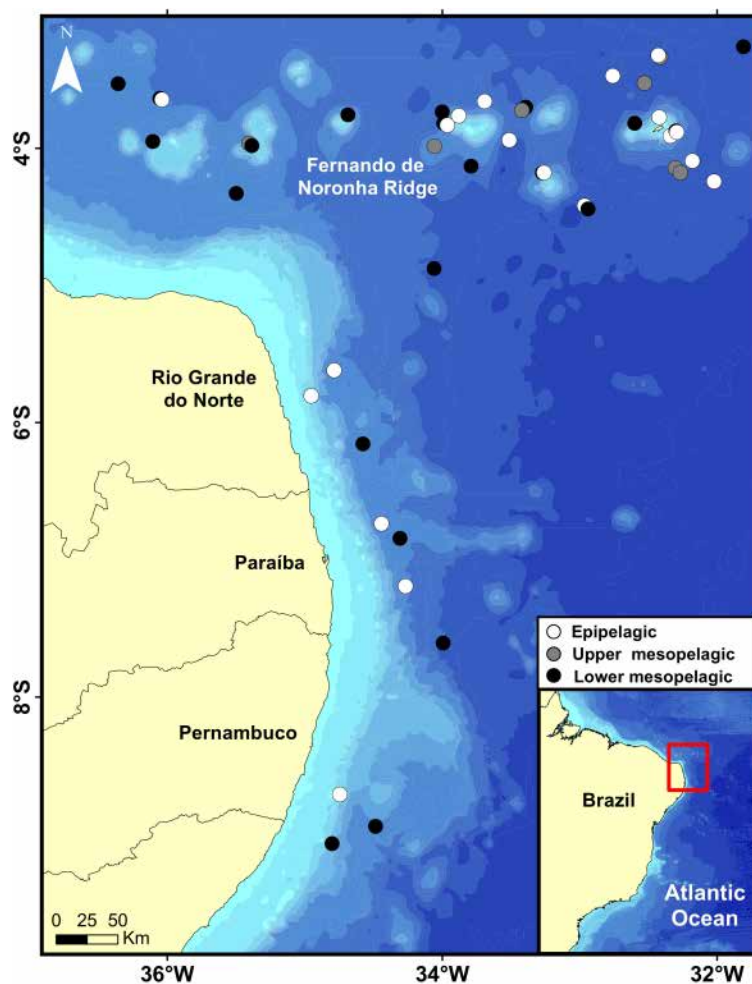 N
4°S
Fernando de
Noronha Ridge
Rio Grande
do Norte
6°S
Paraíba
Epipelagic
Upper mesopelagic
Lower mesopelagic
8°S
Pernambuco
Brazil
Atlantic
Ocean
0 25 50
Km
36°W
34°W
32°W